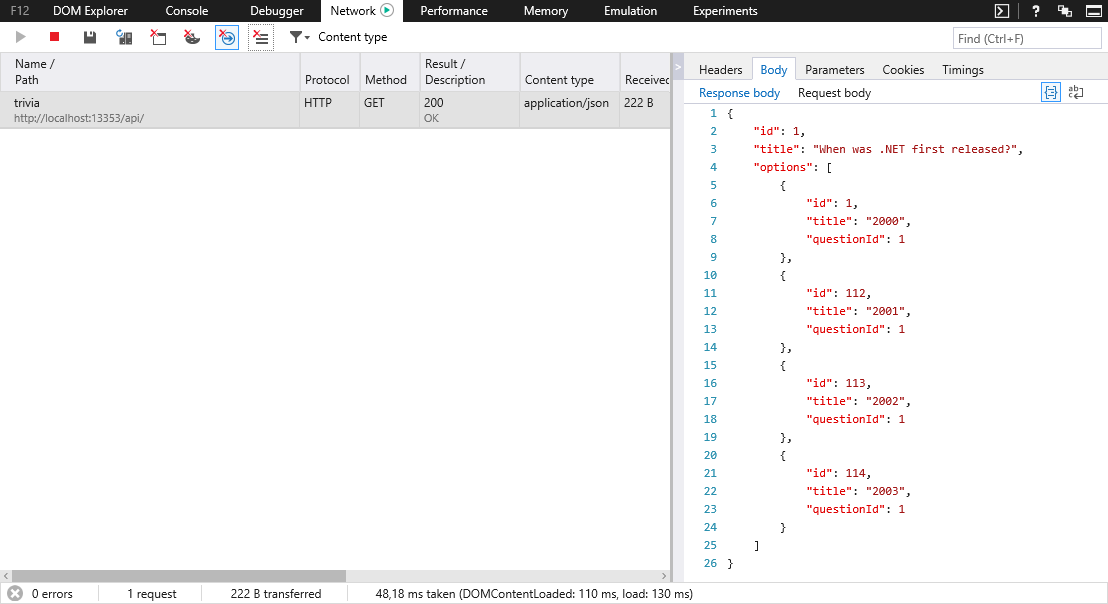 F12 DOM Explorer Console Debugger Network Performance Memory Emulation Experiments ?
Content type Find (Ctrl+F)
Name /
Path Protocol Method Result /
Description Content type Received
trivia HTTP GET 200 application/json 222 B
http://localhost:13353/api/ OK
> Headers Body Parameters Cookies Timings
Response body Request body
1 {
2 "id": 1,
3 "title": "When was .NET first released?",
4 "options": [
5 {
6 "id": 1,
7 "title": "2000",
8 "questionId": 1
9 },
10 {
11 "id": 112,
12 "title": "2001",
13 "questionId": 1
14 },
15 {
16 "id": 113,
17 "title": "2002",
18 "questionId": 1
19 },
20 {
21 "id": 114,
22 "title": "2003",
23 "questionId": 1
24 }
25 ]
26 }
0 errors 1 request 222 B transferred 48,18 ms taken (DOMContentLoaded: 110 ms, load: 130 ms)